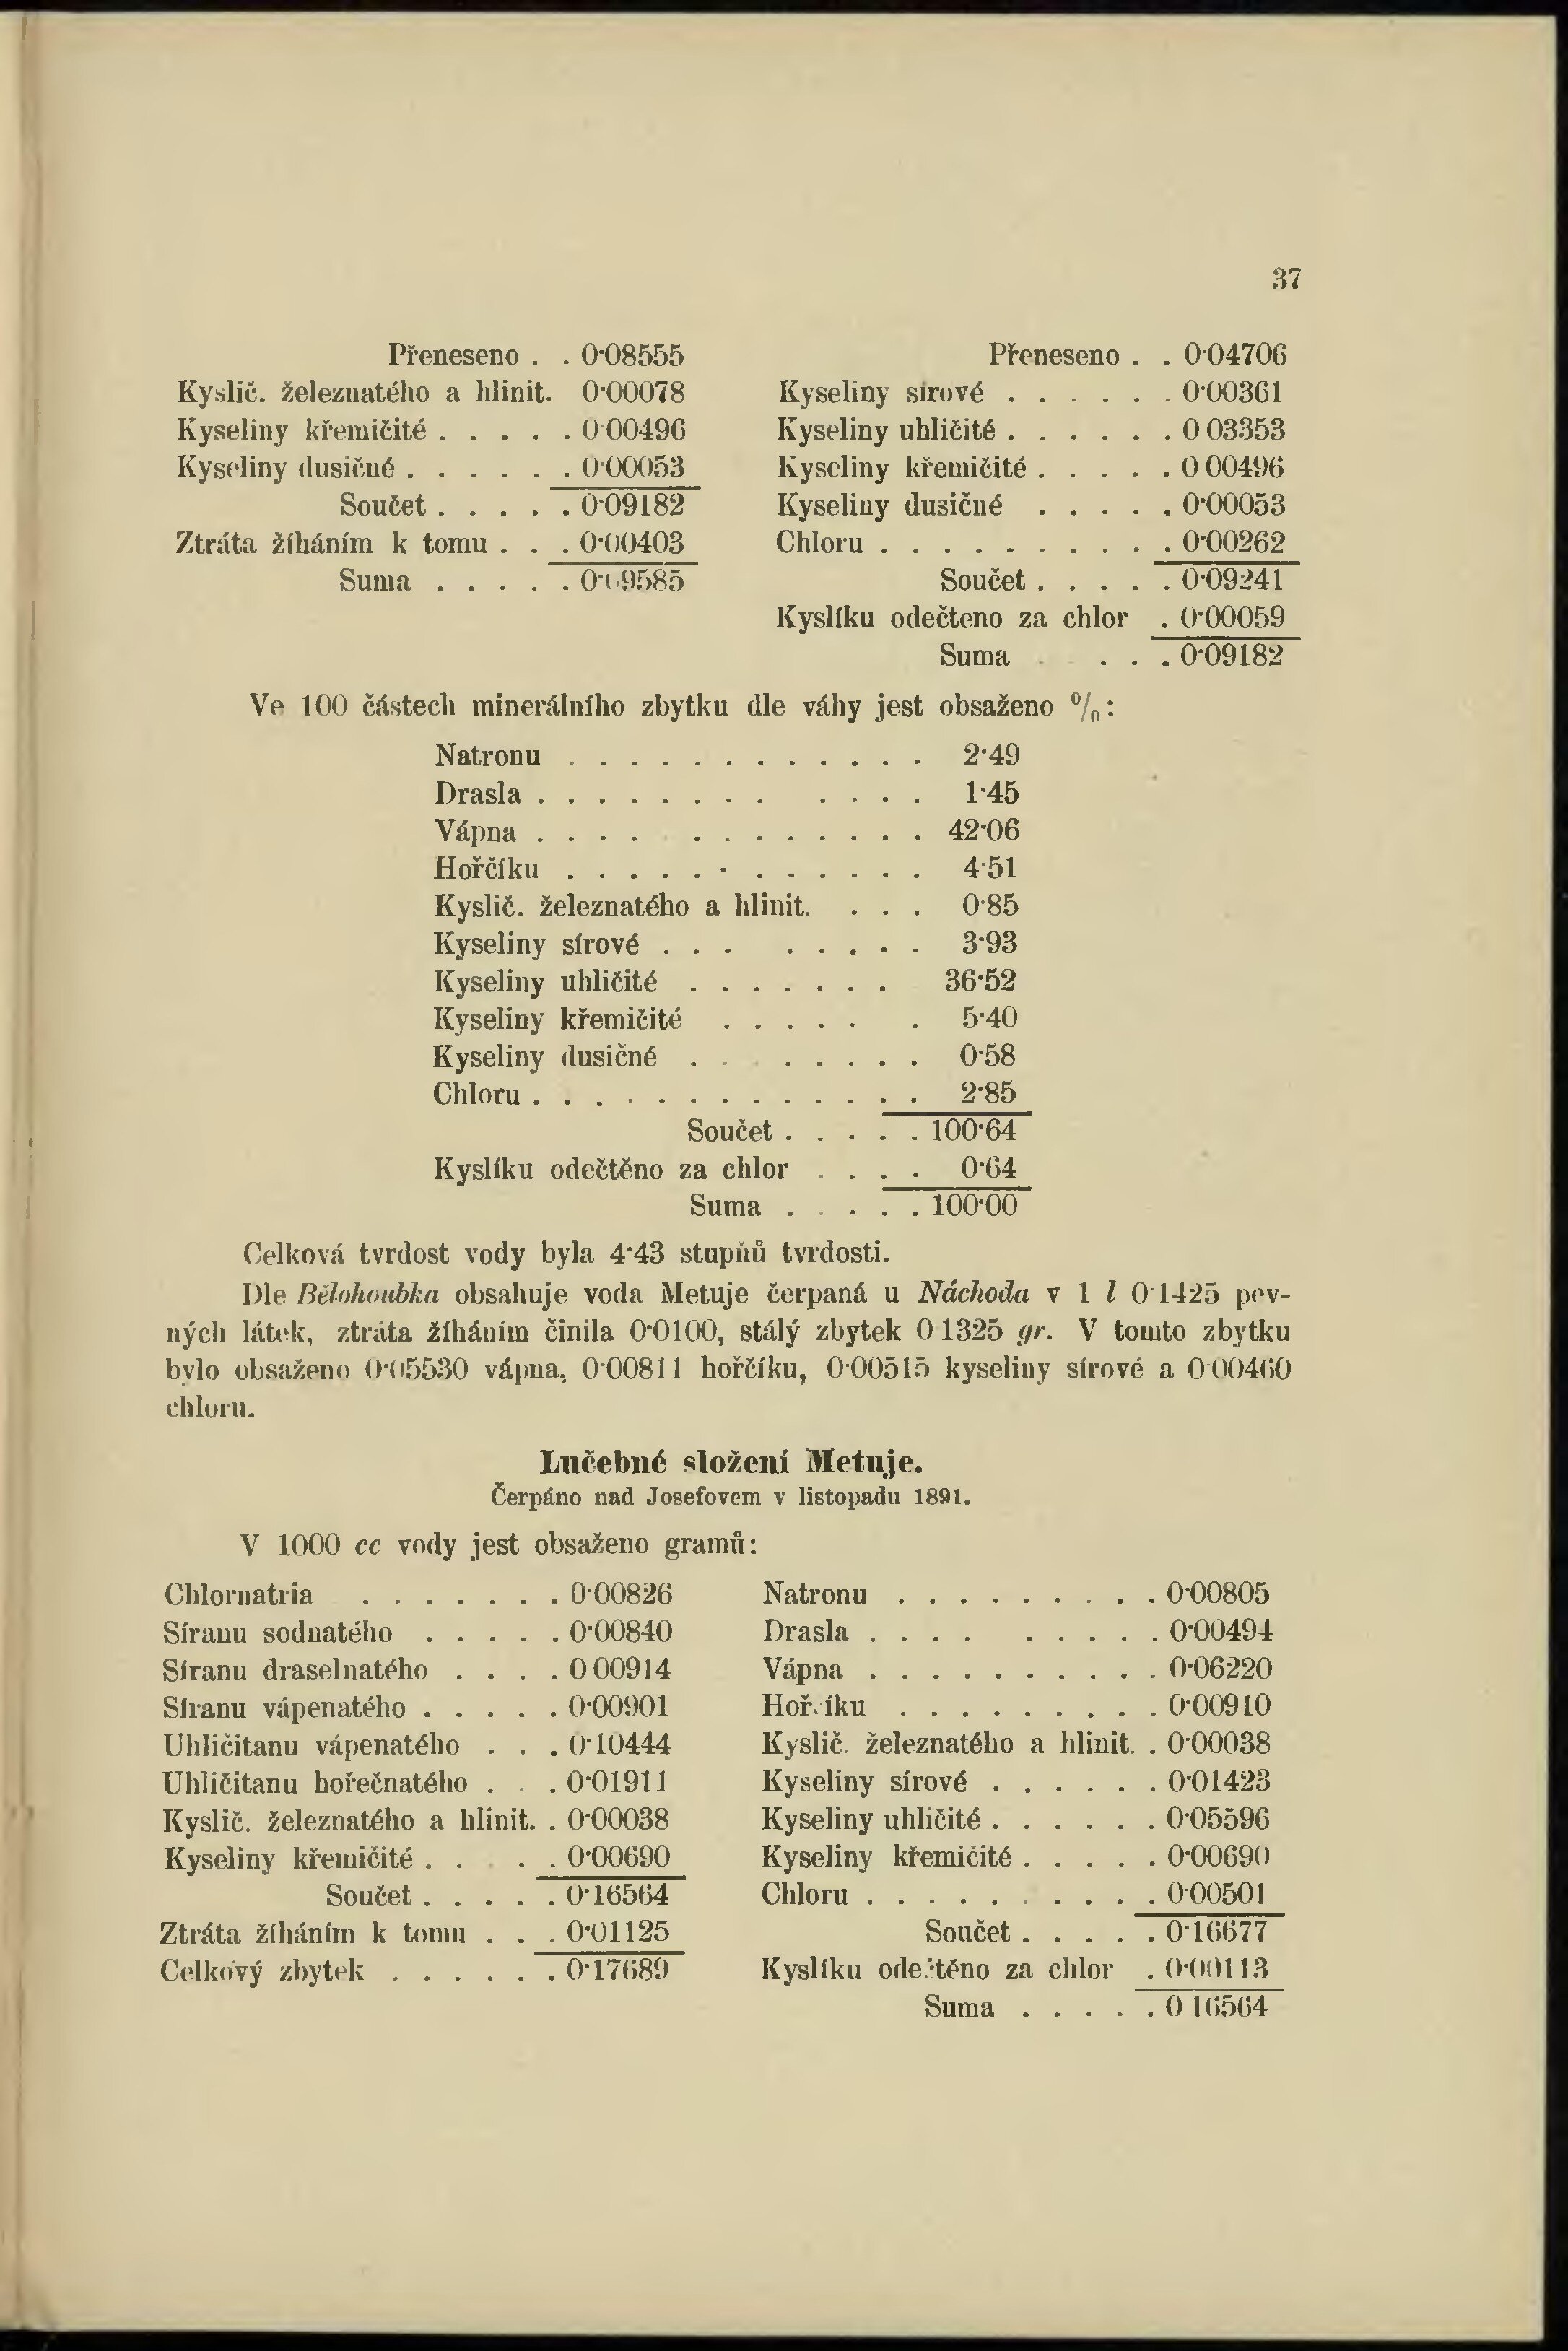 37
Přeneseno . . 0·08555
Kyslič. železnatého a hlinit. 0·00078
Kyseliny křemičité . . . . . 0·00496
Kyseliny dusičné . . . . . . 0·00053
Součet . . . . . 0·09182
Ztráta žíháním k tomu . . . 0·00403
Suma . . . . . 0·09585
Přeneseno . . 0·04706
Kyseliny sírové . . . . . . 0·00361
Kyseliny uhličité . . . . . . 0 03353
Kyseliny křemičité . . . . . 0 00496
Kyseliny dusičné . . . . . 0·00053
Chloru . . . . . . . . . . 0·00262
Součet . . . . . 0·09241
Kyslíku odečteno za chlor . 0·00059
Suma . . . 0·09182
Ve 100 částech minerálního zbytku dle váhy jest obsaženo %:
Natronu . . . . . . . . . . . . 2·49
Drasla . . . . . . . . . . . . 1·45
Vápna . . . . . . . . . . . . 42·06
Hořčíku . . . . . . . . . . . . 4·51
Kyslič. železnatého a hlinit. . . . 0·85
Kyseliny sírové . . . . . . . . 3·93
Kyseliny uhličité . . . . . . . 36·52
Kyseliny křemičité . . . . . . 5·40
Kyseliny dusičné . . . . . . . 0·58
Chloru . . . . . . . . . . . . . 2·85
Součet . . . . . 100·64
Kyslíku odečtěno za chlor . . . . 0·64
Suma . . . . . 100·00
Celková tvrdost vody byla 4·43 stupňů tvrdosti.
Dle Bělohoubka obsahuje voda Metuje čerpaná u Náchoda v 1 l 0·1425 pev-
ných látek, ztráta žíháním činila 0·0100, stálý zbytek 0 1325 gr. V tomto zbytku
bylo obsaženo 0·05530 vápna, 0·00811 hořčíku, 0·00515 kyseliny sírové a 0 00460
chloru.
Lučebné složení Metuje.
Čerpáno nad Josefovem v listopadu 1891.
V 1000 cc vody jest obsaženo gramů:
Chlornatria . . . . . . . 0·00826
Síranu sodnatého . . . . . 0·00840
Síranu draselnatého . . . . 0 00914
Síranu vápenatého . . . . . 0·00901
Uhličitanu vápenatého . . . 0·10444
Uhličitanu hořečnatého . . . 0·01911
Kyslič. železnatého a hlinit. . 0·00038
Kyseliny křemičité . . . . . 0·00690
Součet . . . . . 0·16564
Ztráta žíháním k tomu . . . 0·01125
Celkový zbytek . . . . . . 0·17689
Natronu . . . . . . . . . 0·00805
Drasla . . . . . . . . . 0·00494
Vápna . . . . . . . . . . 0·06220
Hořčíku . . . . . . . . . 0·00910
Kyslič. železnatého a hlinit. . 0·00038
Kyseliny sírové . . . . . . 0·01423
Kyseliny uhličité . . . . . . 0·05596
Kyseliny křemičité . . . . . 0·00690
Chloru . . . . . . . . . . 0·00501
Součet . . . . . 0·16677
Kyslíku odečtěno za chlor . 0·00113
Suma . . . . . 0 16564